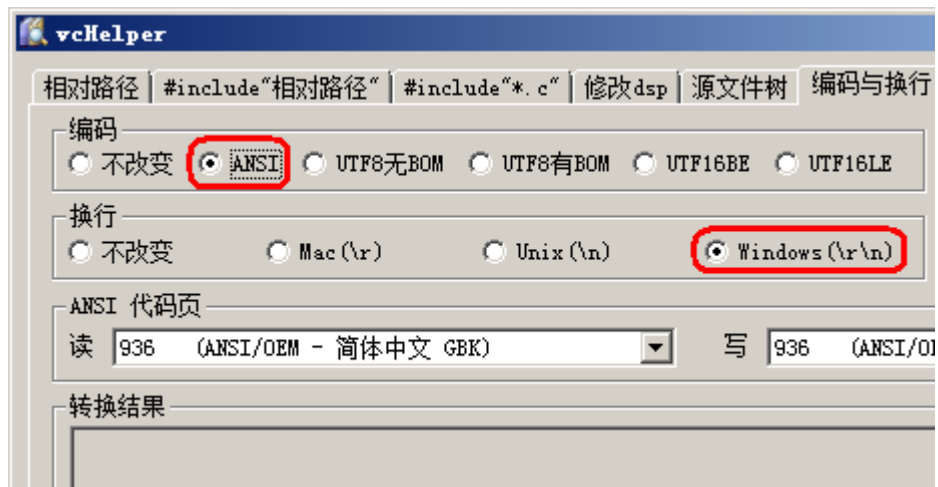 vcHelper
相对路径 #include"相对路径" #include"*.c" 修改dsp 源文件树 编码与换行
编码
不改变 ANSI UTF8无BOM UTF8有BOM UTF16BE UTF16LE
换行
不改变 Mac(\r) Unix(\n) Windows(\r\n)
ANSI 代码页
读 936 (ANSI/OEM - 简体中文 GBK) 写 936 (ANSI/OE
转换结果